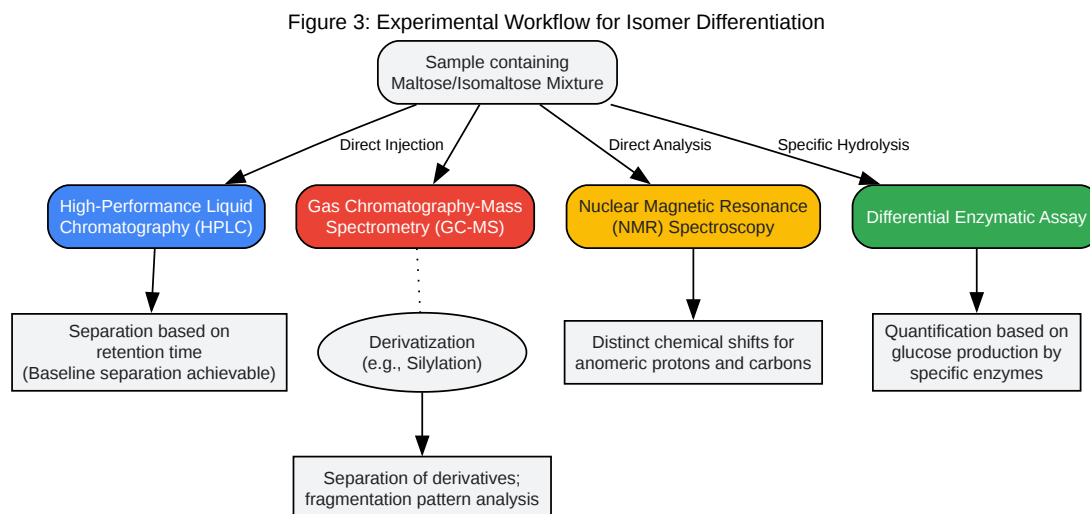 Figure 3: Experimental Workflow for Isomer Differentiation
Sample containing
Maltose/Isomaltose Mixture
Direct Injection
Direct Analysis
Specific Hydrolysis
High-Performance Liquid
Chromatography (HPLC)
Gas Chromatography-Mass
Spectrometry (GC-MS)
Nuclear Magnetic Resonance
(NMR) Spectroscopy
Differential Enzymatic Assay
Separation based on
retention time
(Baseline separation achievable)
Derivatization
(e.g., Silylation)
Distinct chemical shifts for
anomeric protons and carbons
Quantification based on
glucose production by
specific enzymes
Separation of derivatives;
fragmentation pattern analysis